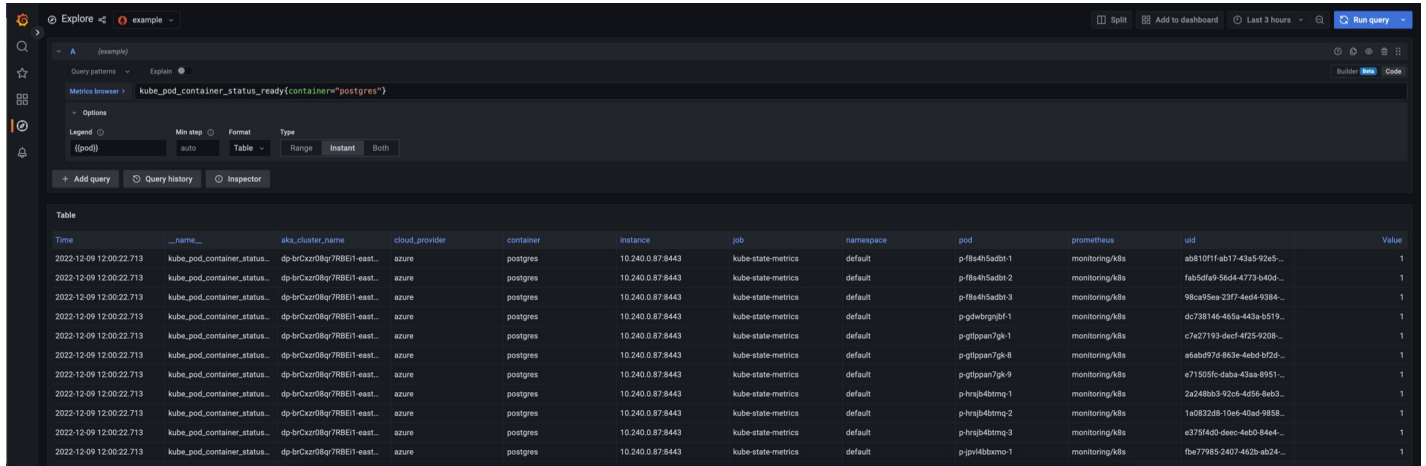 Explore example Split Add to dashboard Last 3 hours Run query
A (example)
Query patterns Explain Builder Beta Code
Metrics browser > kube_pod_container_status_ready{container="postgres"}
Options
Legend Min step Format Type
{{pod}} auto Table Range Instant Both
+ Add query Query history Inspector
Table
Time __name__ aks_cluster_name cloud_provider container instance job namespace pod prometheus uid Value
2022-12-09 12:00:22.713 kube_pod_container_status... dp-brCxzr08qr7RBEi1-east... azure postgres 10.240.0.87:8443 kube-state-metrics default p-f8s4h5adbt-1 monitoring/k8s ab810f1f-ab17-43a5-92e5-... 1
2022-12-09 12:00:22.713 kube_pod_container_status... dp-brCxzr08qr7RBEi1-east... azure postgres 10.240.0.87:8443 kube-state-metrics default p-f8s4h5adbt-2 monitoring/k8s fab5dfa9-56d4-4773-b40d-... 1
2022-12-09 12:00:22.713 kube_pod_container_status... dp-brCxzr08qr7RBEi1-east... azure postgres 10.240.0.87:8443 kube-state-metrics default p-f8s4h5adbt-3 monitoring/k8s 98ca95ea-23f7-4ed4-9384-... 1
2022-12-09 12:00:22.713 kube_pod_container_status... dp-brCxzr08qr7RBEi1-east... azure postgres 10.240.0.87:8443 kube-state-metrics default p-gdwbrgnjbf-1 monitoring/k8s dc738146-465a-443a-b519... 1
2022-12-09 12:00:22.713 kube_pod_container_status... dp-brCxzr08qr7RBEi1-east... azure postgres 10.240.0.87:8443 kube-state-metrics default p-gtlppan7gk-1 monitoring/k8s c7e27193-decf-4f25-9208-... 1
2022-12-09 12:00:22.713 kube_pod_container_status... dp-brCxzr08qr7RBEi1-east... azure postgres 10.240.0.87:8443 kube-state-metrics default p-gtlppan7gk-8 monitoring/k8s a6abd97d-863e-4ebd-bf2d-... 1
2022-12-09 12:00:22.713 kube_pod_container_status... dp-brCxzr08qr7RBEi1-east... azure postgres 10.240.0.87:8443 kube-state-metrics default p-gtlppan7gk-9 monitoring/k8s e71505fc-daba-43aa-8951-... 1
2022-12-09 12:00:22.713 kube_pod_container_status... dp-brCxzr08qr7RBEi1-east... azure postgres 10.240.0.87:8443 kube-state-metrics default p-hrsjb4btmq-1 monitoring/k8s 2a248bb3-92c6-4d56-8eb3... 1
2022-12-09 12:00:22.713 kube_pod_container_status... dp-brCxzr08qr7RBEi1-east... azure postgres 10.240.0.87:8443 kube-state-metrics default p-hrsjb4btmq-2 monitoring/k8s 1a0832d8-10e6-40ad-9858... 1
2022-12-09 12:00:22.713 kube_pod_container_status... dp-brCxzr08qr7RBEi1-east... azure postgres 10.240.0.87:8443 kube-state-metrics default p-hrsjb4btmq-3 monitoring/k8s e375f4d0-deec-4eb0-84e4-... 1
2022-12-09 12:00:22.713 kube_pod_container_status... dp-brCxzr08qr7RBEi1-east... azure postgres 10.240.0.87:8443 kube-state-metrics default p-jpvl4bbxmo-1 monitoring/k8s fbe77985-2407-462b-ab24-... 1